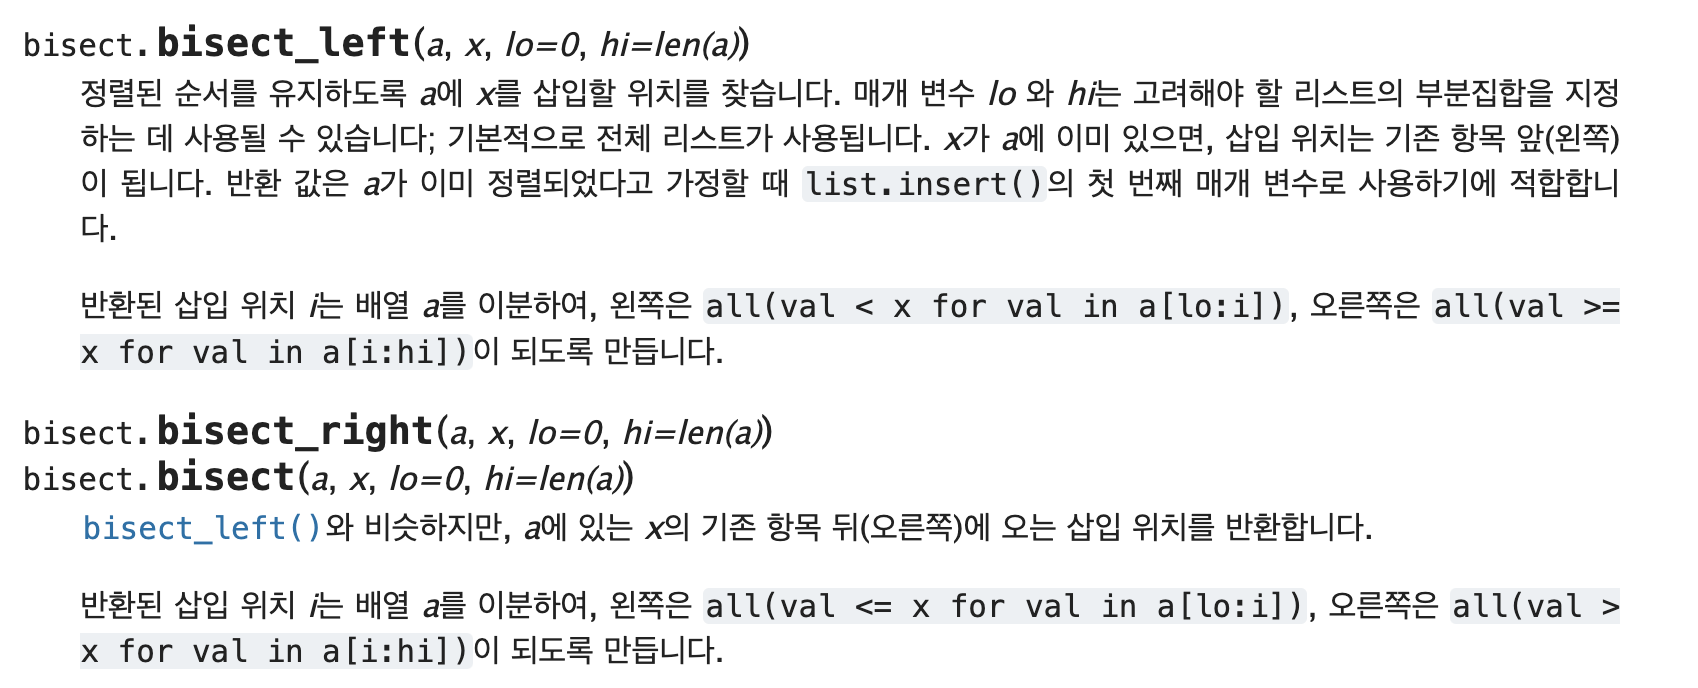 bisect.bisect_left(a, x, lo=0, hi=len(a))
정렬된 순서를 유지하도록 a에 x를 삽입할 위치를 찾습니다. 매개 변수 lo 와 hi는 고려해야 할 리스트의 부분집합을 지정
하는 데 사용될 수 있습니다; 기본적으로 전체 리스트가 사용됩니다. x가 a에 이미 있으면, 삽입 위치는 기존 항목 앞(왼쪽)
이 됩니다. 반환 값은 a가 이미 정렬되었다고 가정할 때 list.insert()의 첫 번째 매개 변수로 사용하기에 적합합니
다.
반환된 삽입 위치 i는 배열 a를 이분하여, 왼쪽은 all(val < x for val in a[lo:i]), 오른쪽은 all(val >=
x for val in a[i:hi])이 되도록 만듭니다.
bisect.bisect_right(a, x, lo=0, hi=len(a))
bisect.bisect(a, x, lo=0, hi=len(a))
bisect_left()와 비슷하지만, a에 있는 x의 기존 항목 뒤(오른쪽)에 오는 삽입 위치를 반환합니다.
반환된 삽입 위치 i는 배열 a를 이분하여, 왼쪽은 all(val <= x for val in a[lo:i]), 오른쪽은 all(val >
x for val in a[i:hi])이 되도록 만듭니다.